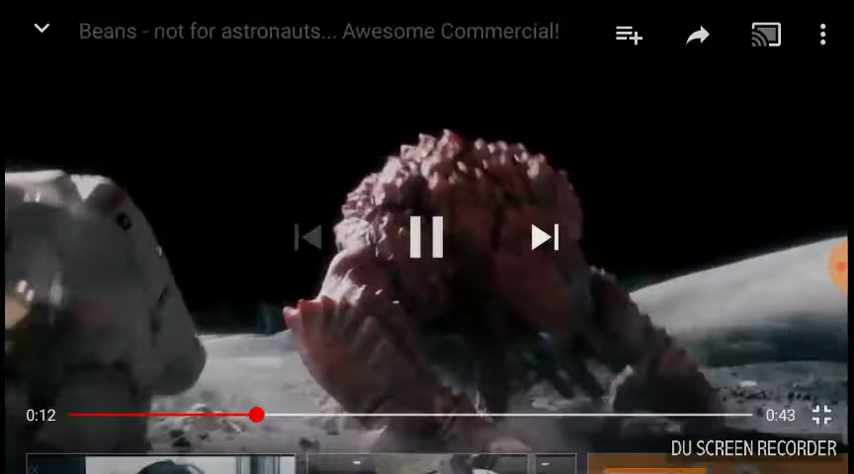 Beans - not for astronauts... Awesome Commercial!
0:12
0:43
DU SCREEN RECORDER